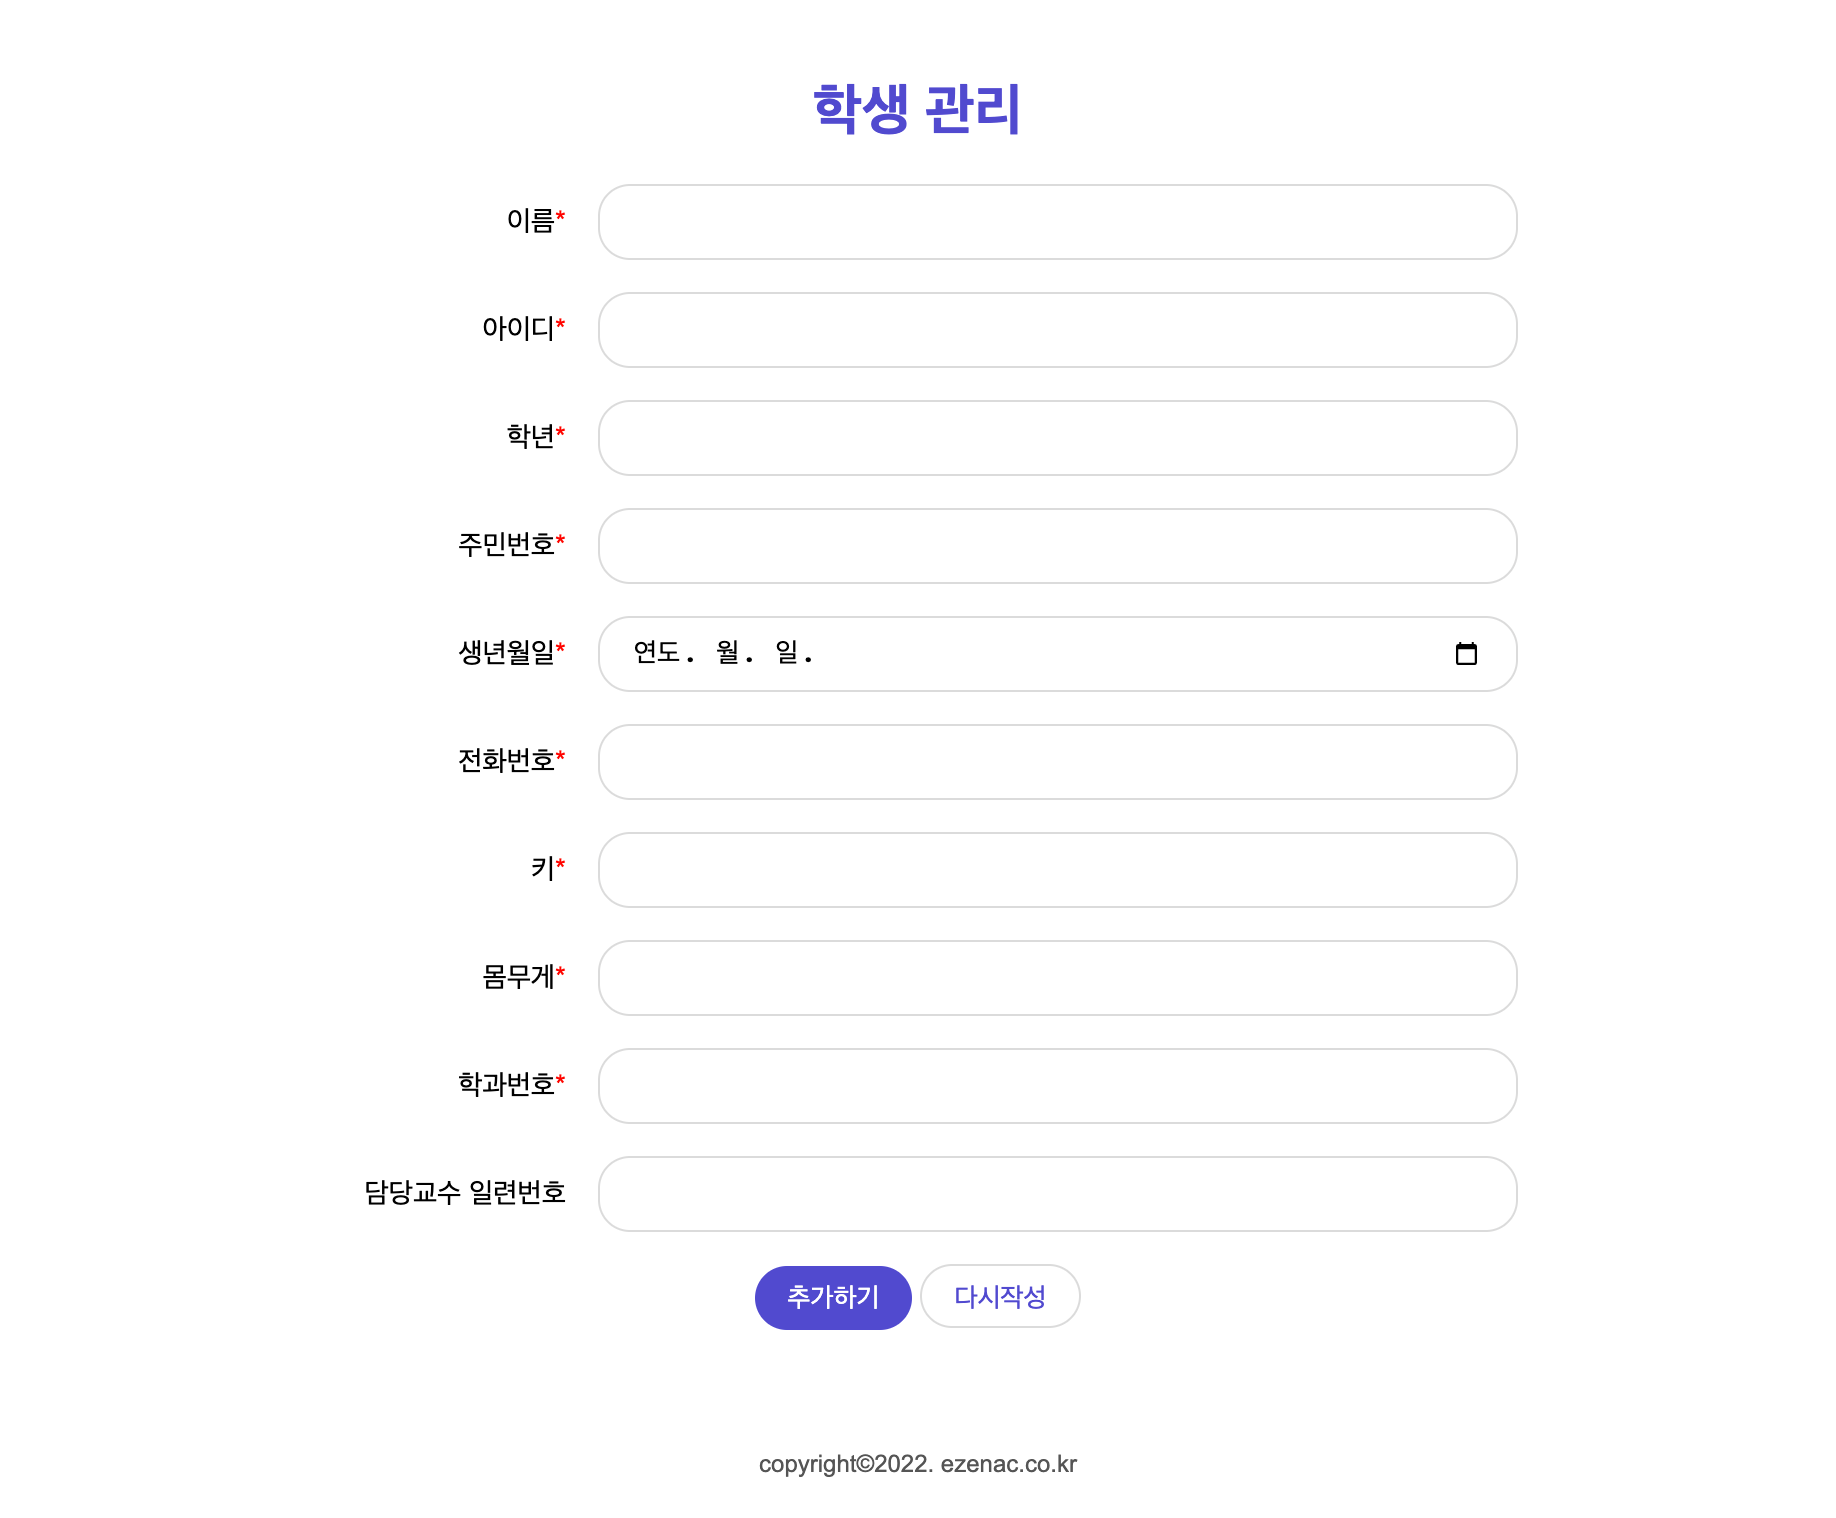 학생 관리
이름*
아이디*
학년*
주민번호*
생년월일* 연도. 월. 일.
전화번호*
키*
몸무게*
학과번호*
담당교수 일련번호
추가하기 다시작성
copyright©2022. ezenac.co.kr